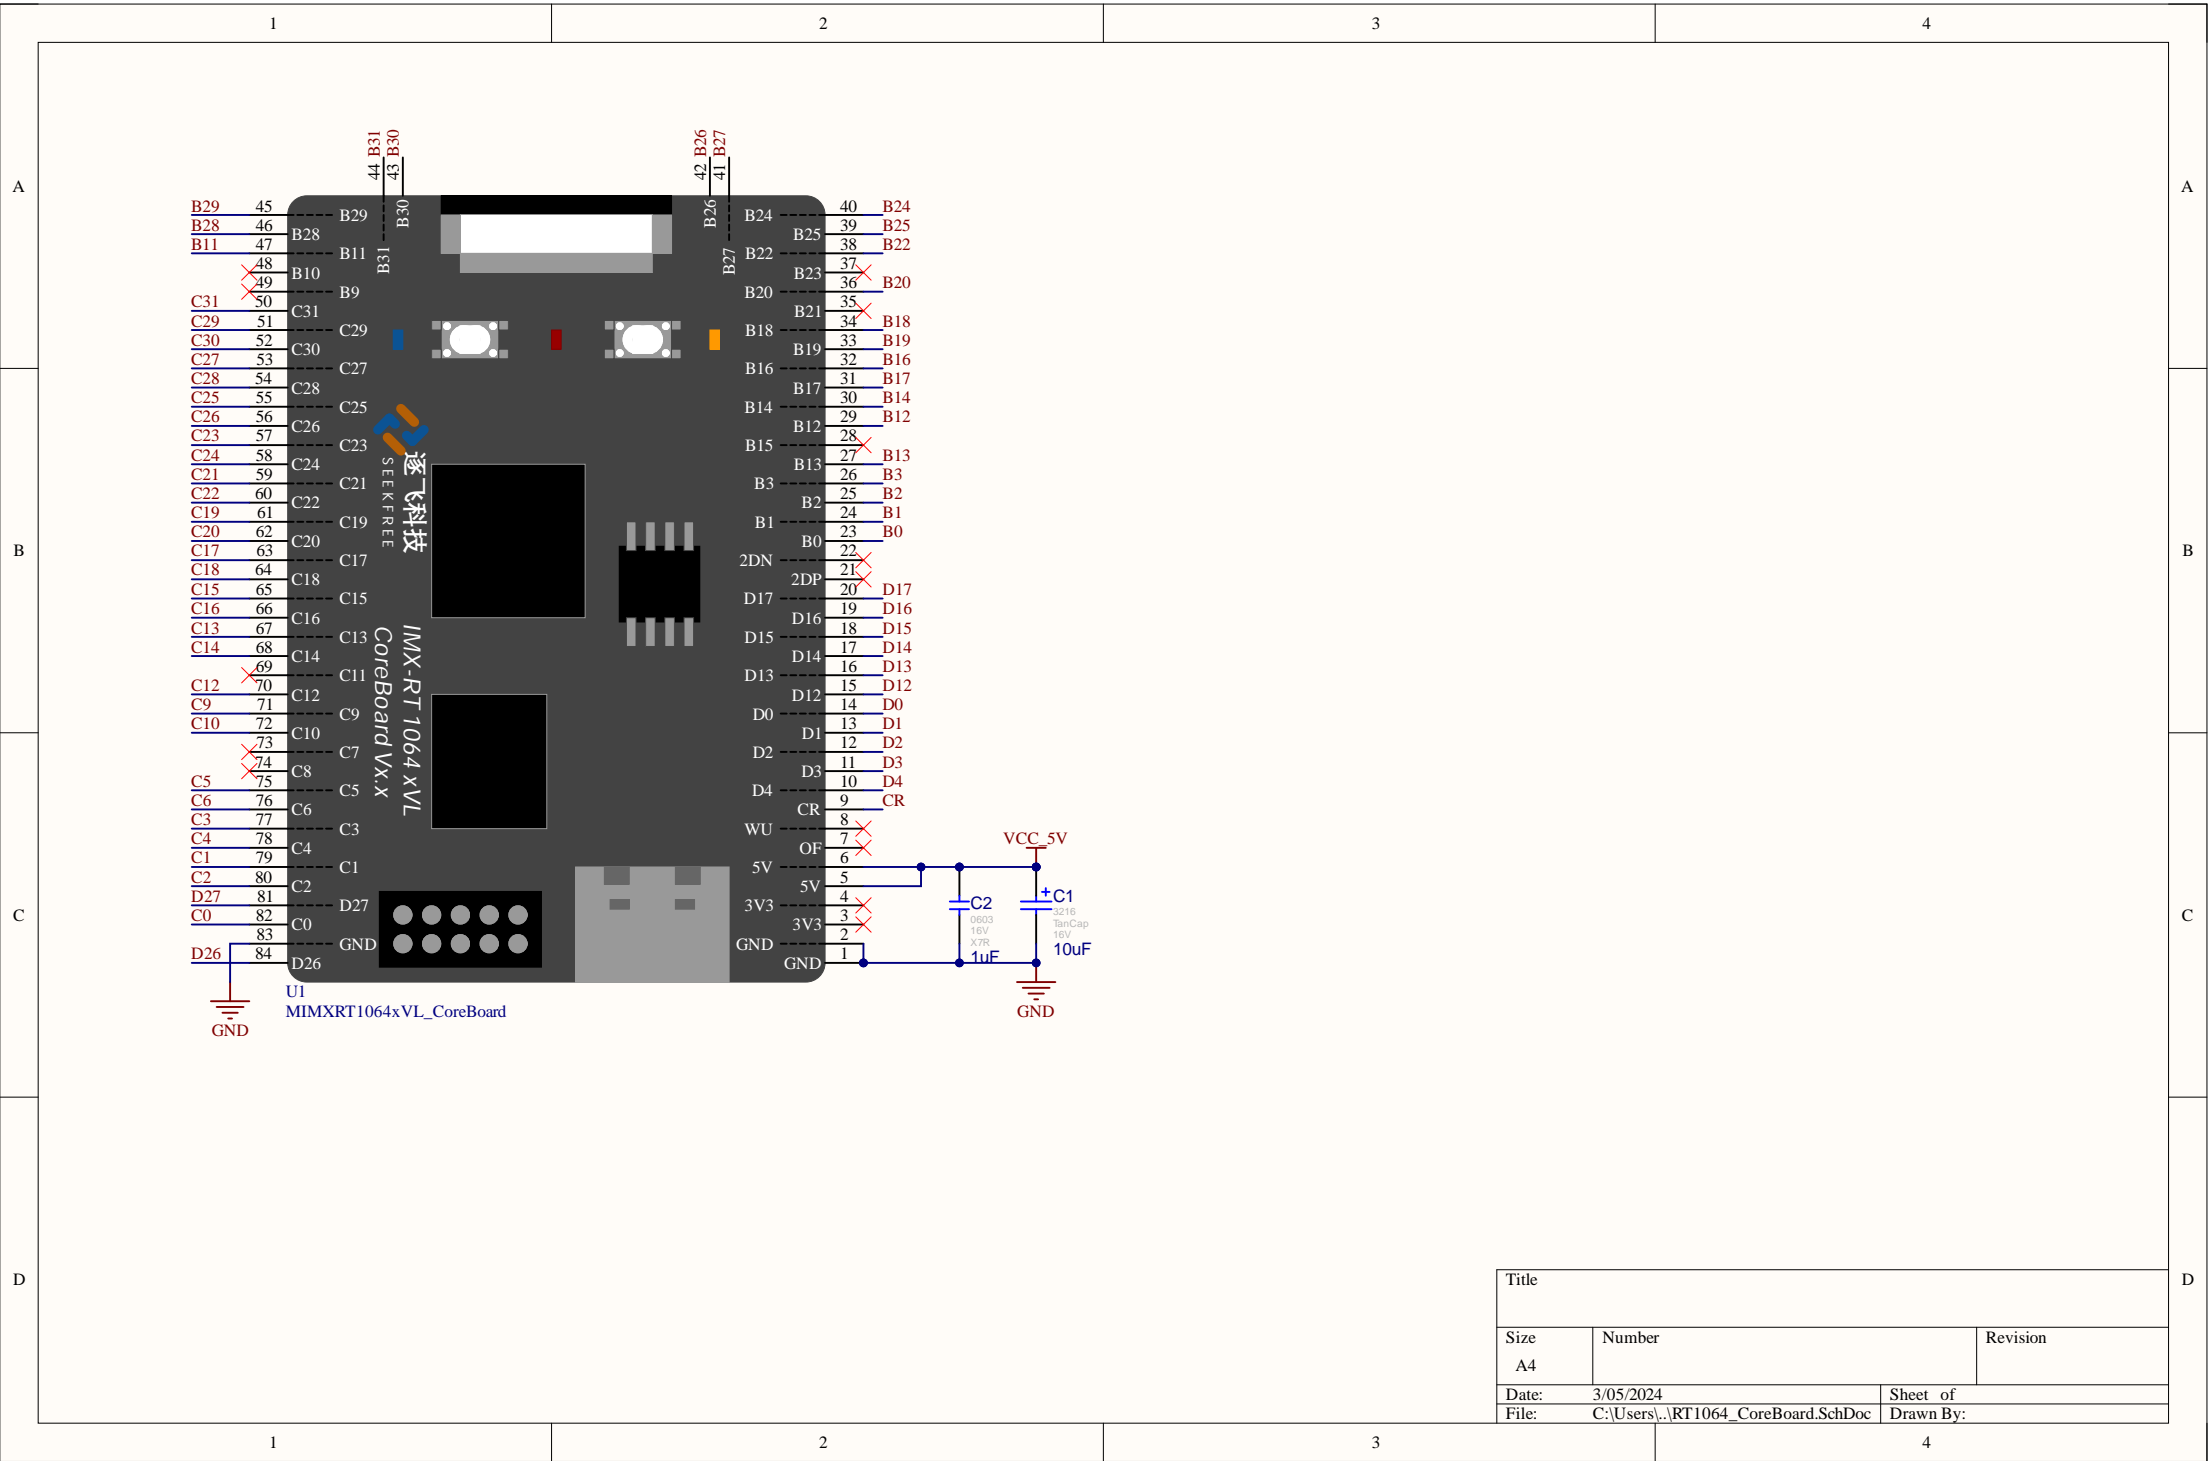 1 2 3 4
A A
B B
C C
D D
44 B31
43 B30
42 B26
41 B27
B31
B30
B26
B27
B29 45 B29
B28 46 B28
B11 47 B11
48 B10
49 B9
C31 50 C31
C29 51 C29
C30 52 C30
C27 53 C27
C28 54 C28
C25 55 C25
C26 56 C26
C23 57 C23
C24 58 C24
C21 59 C21
C22 60 C22
C19 61 C19
C20 62 C20
C17 63 C17
C18 64 C18
C15 65 C15
C16 66 C16
C13 67 C13
C14 68 C14
69 C11
C12 70 C12
C9 71 C9
C10 72 C10
73 C7
74 C8
C5 75 C5
C6 76 C6
C3 77 C3
C4 78 C4
C1 79 C1
C2 80 C2
D27 81 D27
C0 82 C0
83 GND
D26 84 D26
GND
逐飞科技
SEEKFREE
IMX-RT 1064 xVL
CoreBoard Vx.x
B24 40 B24
B25 39 B25
B22 38 B22
B23 37
B20 36 B20
B21 35
B18 34 B18
B19 33 B19
B16 32 B16
B17 31 B17
B14 30 B14
B12 29 B12
B15 28
B13 27 B13
B3 26 B3
B2 25 B2
B1 24 B1
B0 23 B0
2DN 22
2DP 21
D17 20 D17
D16 19 D16
D15 18 D15
D14 17 D14
D13 16 D13
D12 15 D12
D0 14 D0
D1 13 D1
D2 12 D2
D3 11 D3
D4 10 D4
CR 9 CR
WU 8
OF 7
5V 6
5V 5
3V3 4
3V3 3
GND 2
GND 1
VCC_5V
C2
0603
16V
X7R
1uF
+ C1
3216
TanCap
16V
10uF
GND
U1
MIMXRT1064xVL_CoreBoard
Title
Size Number Revision
A4
Date: 3/05/2024 Sheet of
File: C:\Users\..\RT1064_CoreBoard.SchDoc Drawn By:
1 2 3 4